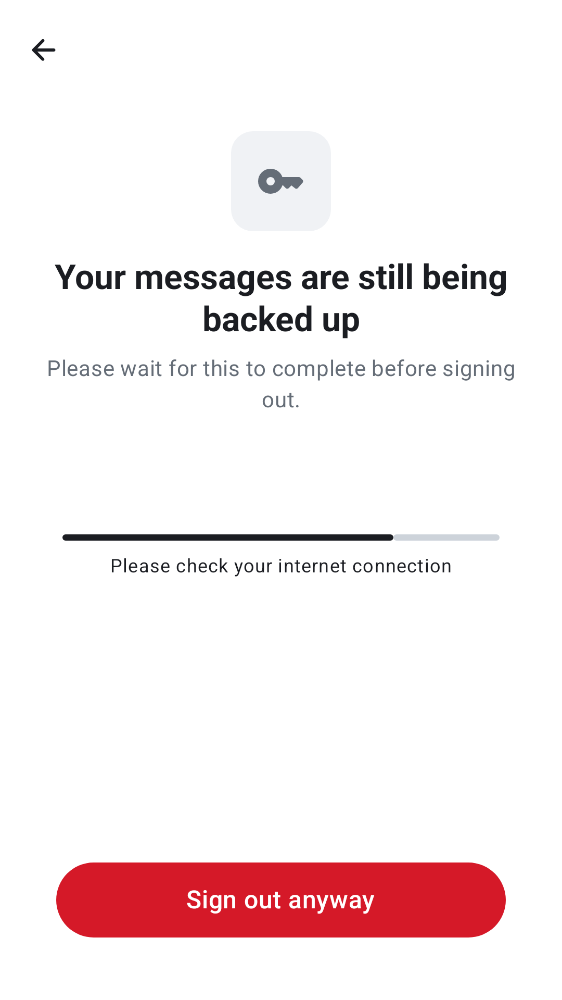 Your messages are still being
backed up
Please wait for this to complete before signing
out.
Please check your internet connection
Sign out anyway